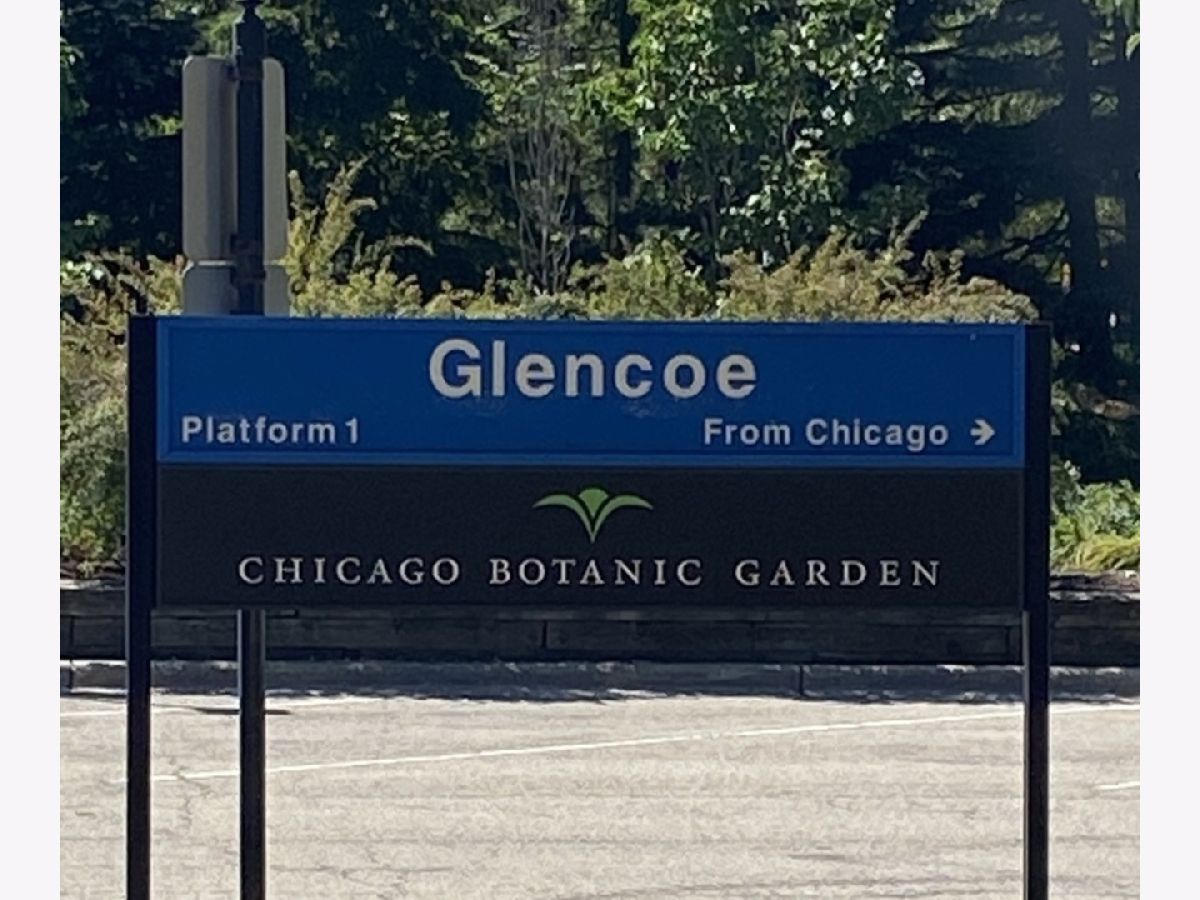 Glencoe
Platform 1
From Chicago →
CHICAGO BOTANIC GARDEN